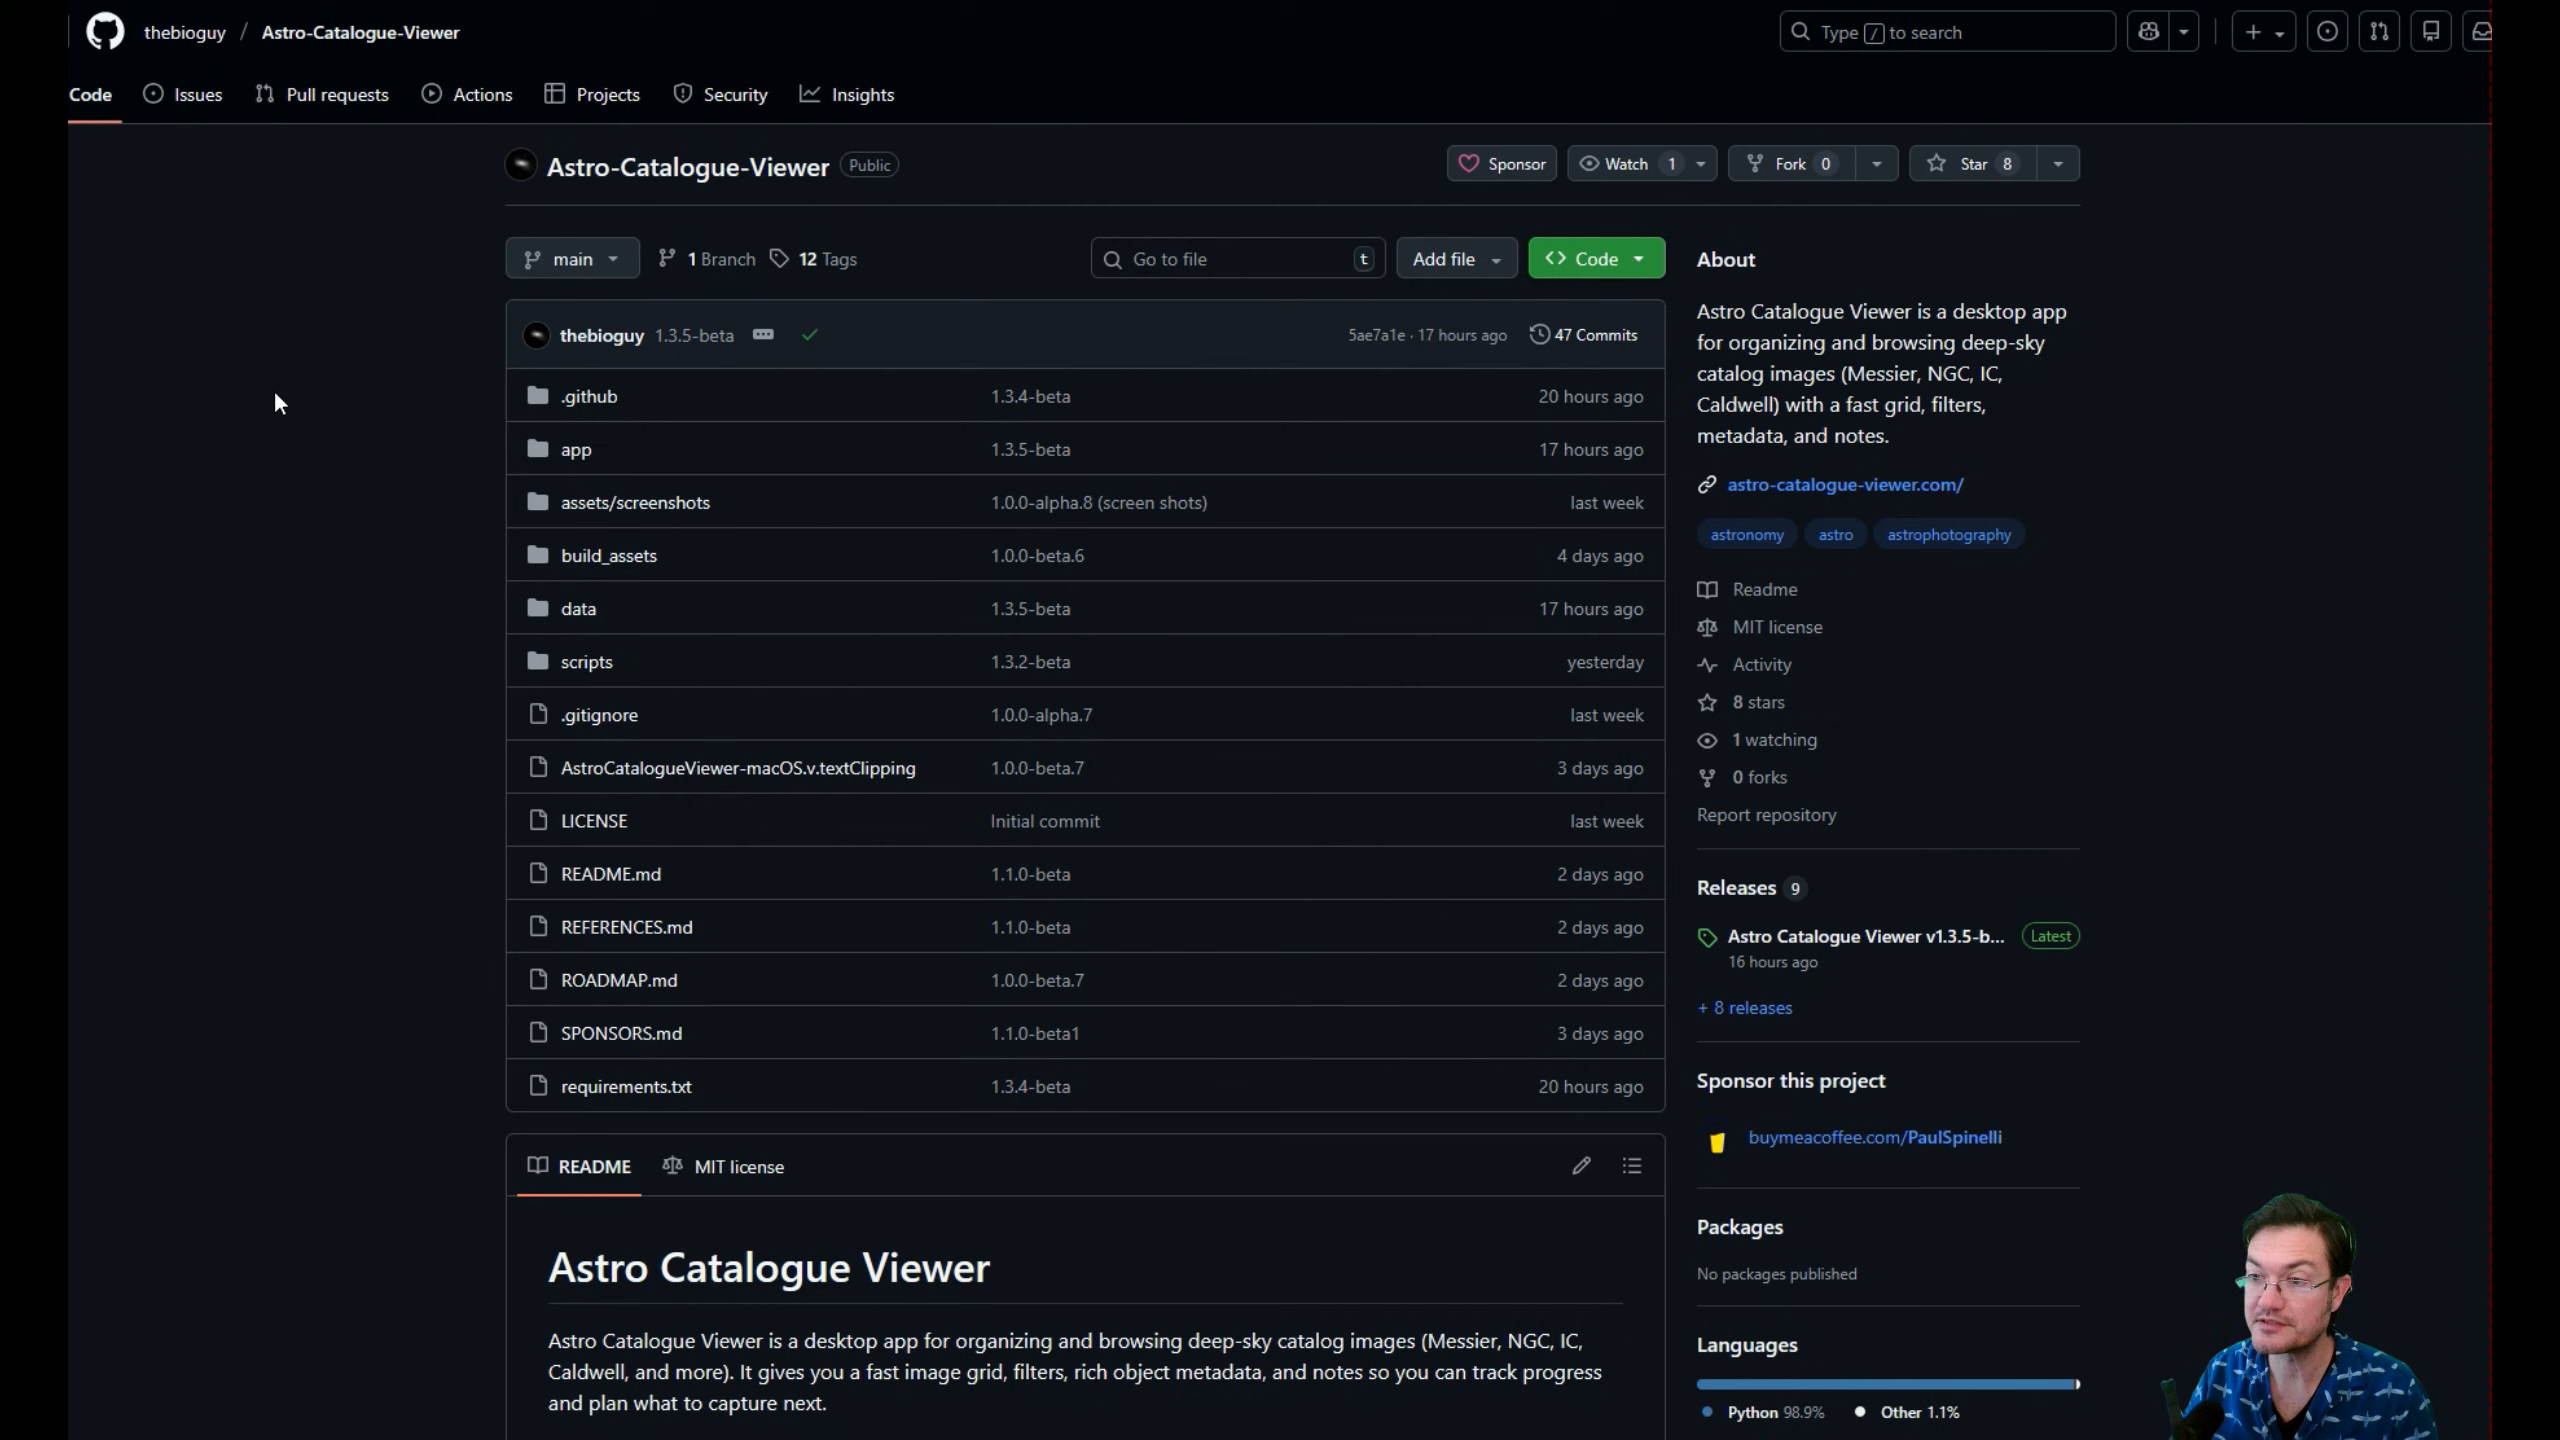 thebioguy / Astro-Catalogue-Viewer
Type / to search
Code
Issues
Pull requests
Actions
Projects
Security
Insights
Astro-Catalogue-Viewer Public
Sponsor
Watch 1
Fork 0
Star 8
main
1 Branch
12 Tags
Go to file t
Add file
Code
thebioguy 1.3.5-beta
5ae7a1e · 17 hours ago
47 Commits
.github 1.3.4-beta 20 hours ago
app 1.3.5-beta 17 hours ago
assets/screenshots 1.0.0-alpha.8 (screen shots) last week
build_assets 1.0.0-beta.6 4 days ago
data 1.3.5-beta 17 hours ago
scripts 1.3.2-beta yesterday
.gitignore 1.0.0-alpha.7 last week
AstroCatalogueViewer-macOS.v.textClipping 1.0.0-beta.7 3 days ago
LICENSE Initial commit last week
README.md 1.1.0-beta 2 days ago
REFERENCES.md 1.1.0-beta 2 days ago
ROADMAP.md 1.0.0-beta.7 2 days ago
SPONSORS.md 1.1.0-beta1 3 days ago
requirements.txt 1.3.4-beta 20 hours ago
README
MIT license
Astro Catalogue Viewer
Astro Catalogue Viewer is a desktop app for organizing and browsing deep-sky catalog images (Messier, NGC, IC,
Caldwell, and more). It gives you a fast image grid, filters, rich object metadata, and notes so you can track progress
and plan what to capture next.
About
Astro Catalogue Viewer is a desktop app
for organizing and browsing deep-sky
catalog images (Messier, NGC, IC,
Caldwell) with a fast grid, filters,
metadata, and notes.
astro-catalogue-viewer.com/
astronomy
astro
astrophotography
Readme
MIT license
Activity
8 stars
1 watching
0 forks
Report repository
Releases 9
Astro Catalogue Viewer v1.3.5-b... Latest
16 hours ago
+ 8 releases
Sponsor this project
buymeacoffee.com/PaulSpinelli
Packages
No packages published
Languages
Python 98.9%
Other 1.1%